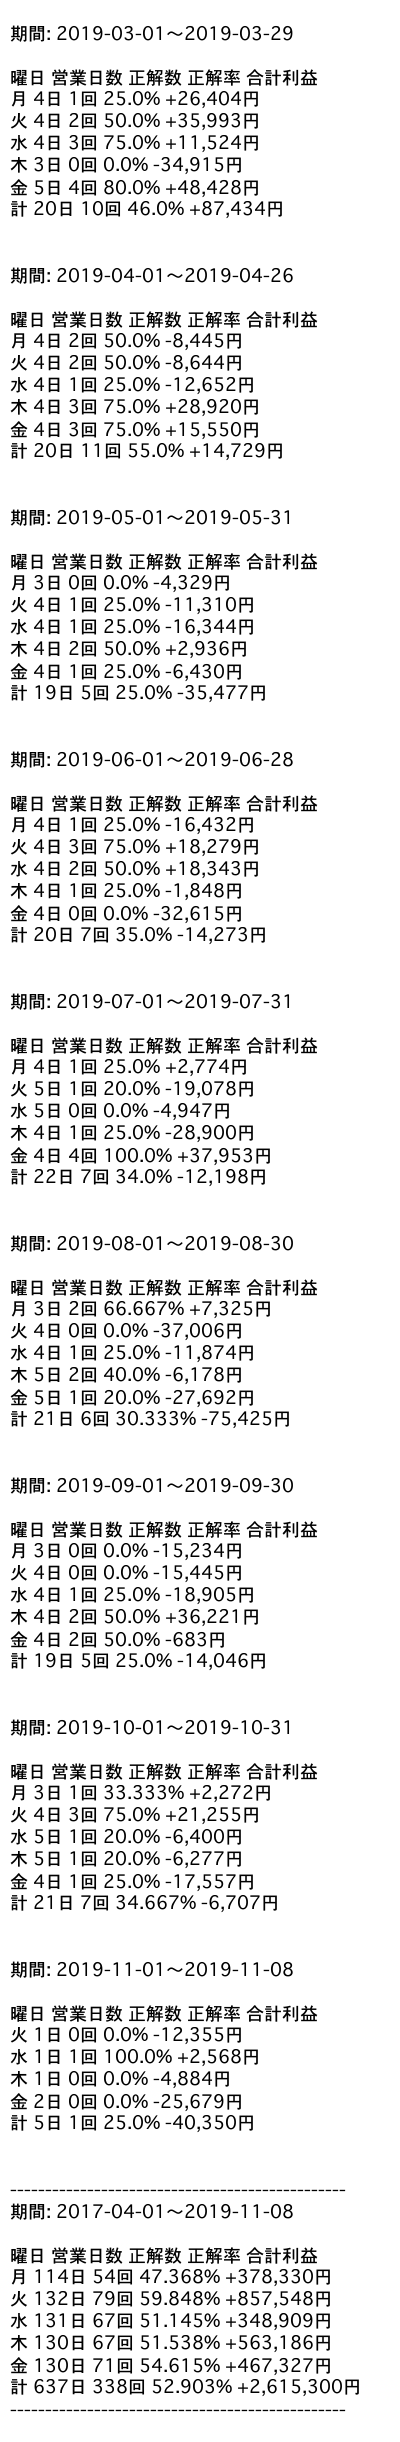 期間: 2019-03-01～2019-03-29
曜日 営業日数 正解数 正解率 合計利益
月 4日 1回 25.0% +26,404円
火 4日 2回 50.0% +35,993円
水 4日 3回 75.0% +11,524円
木 3日 0回 0.0% -34,915円
金 5日 4回 80.0% +48,428円
計 20日 10回 46.0% +87,434円
期間: 2019-04-01～2019-04-26
曜日 営業日数 正解数 正解率 合計利益
月 4日 2回 50.0% -8,445円
火 4日 2回 50.0% -8,644円
水 4日 1回 25.0% -12,652円
木 4日 3回 75.0% +28,920円
金 4日 3回 75.0% +15,550円
計 20日 11回 55.0% +14,729円
期間: 2019-05-01～2019-05-31
曜日 営業日数 正解数 正解率 合計利益
月 3日 0回 0.0% -4,329円
火 4日 1回 25.0% -11,310円
水 4日 1回 25.0% -16,344円
木 4日 2回 50.0% +2,936円
金 4日 1回 25.0% -6,430円
計 19日 5回 25.0% -35,477円
期間: 2019-06-01～2019-06-28
曜日 営業日数 正解数 正解率 合計利益
月 4日 1回 25.0% -16,432円
火 4日 3回 75.0% +18,279円
水 4日 2回 50.0% +18,343円
木 4日 1回 25.0% -1,848円
金 4日 0回 0.0% -32,615円
計 20日 7回 35.0% -14,273円
期間: 2019-07-01～2019-07-31
曜日 営業日数 正解数 正解率 合計利益
月 4日 1回 25.0% +2,774円
火 5日 1回 20.0% -19,078円
水 5日 0回 0.0% -4,947円
木 4日 1回 25.0% -28,900円
金 4日 4回 100.0% +37,953円
計 22日 7回 34.0% -12,198円
期間: 2019-08-01～2019-08-30
曜日 営業日数 正解数 正解率 合計利益
月 3日 2回 66.667% +7,325円
火 4日 0回 0.0% -37,006円
水 4日 1回 25.0% -11,874円
木 5日 2回 40.0% -6,178円
金 5日 1回 20.0% -27,692円
計 21日 6回 30.333% -75,425円
期間: 2019-09-01～2019-09-30
曜日 営業日数 正解数 正解率 合計利益
月 3日 0回 0.0% -15,234円
火 4日 0回 0.0% -15,445円
水 4日 1回 25.0% -18,905円
木 4日 2回 50.0% +36,221円
金 4日 2回 50.0% -683円
計 19日 5回 25.0% -14,046円
期間: 2019-10-01～2019-10-31
曜日 営業日数 正解数 正解率 合計利益
月 3日 1回 33.333% +2,272円
火 4日 3回 75.0% +21,255円
水 5日 1回 20.0% -6,400円
木 5日 1回 20.0% -6,277円
金 4日 1回 25.0% -17,557円
計 21日 7回 34.667% -6,707円
期間: 2019-11-01～2019-11-08
曜日 営業日数 正解数 正解率 合計利益
火 1日 0回 0.0% -12,355円
水 1日 1回 100.0% +2,568円
木 1日 0回 0.0% -4,884円
金 2日 0回 0.0% -25,679円
計 5日 1回 25.0% -40,350円
------------------------------------------------
期間: 2017-04-01～2019-11-08
曜日 営業日数 正解数 正解率 合計利益
月 114日 54回 47.368% +378,330円
火 132日 79回 59.848% +857,548円
水 131日 67回 51.145% +348,909円
木 130日 67回 51.538% +563,186円
金 130日 71回 54.615% +467,327円
計 637日 338回 52.903% +2,615,300円
------------------------------------------------